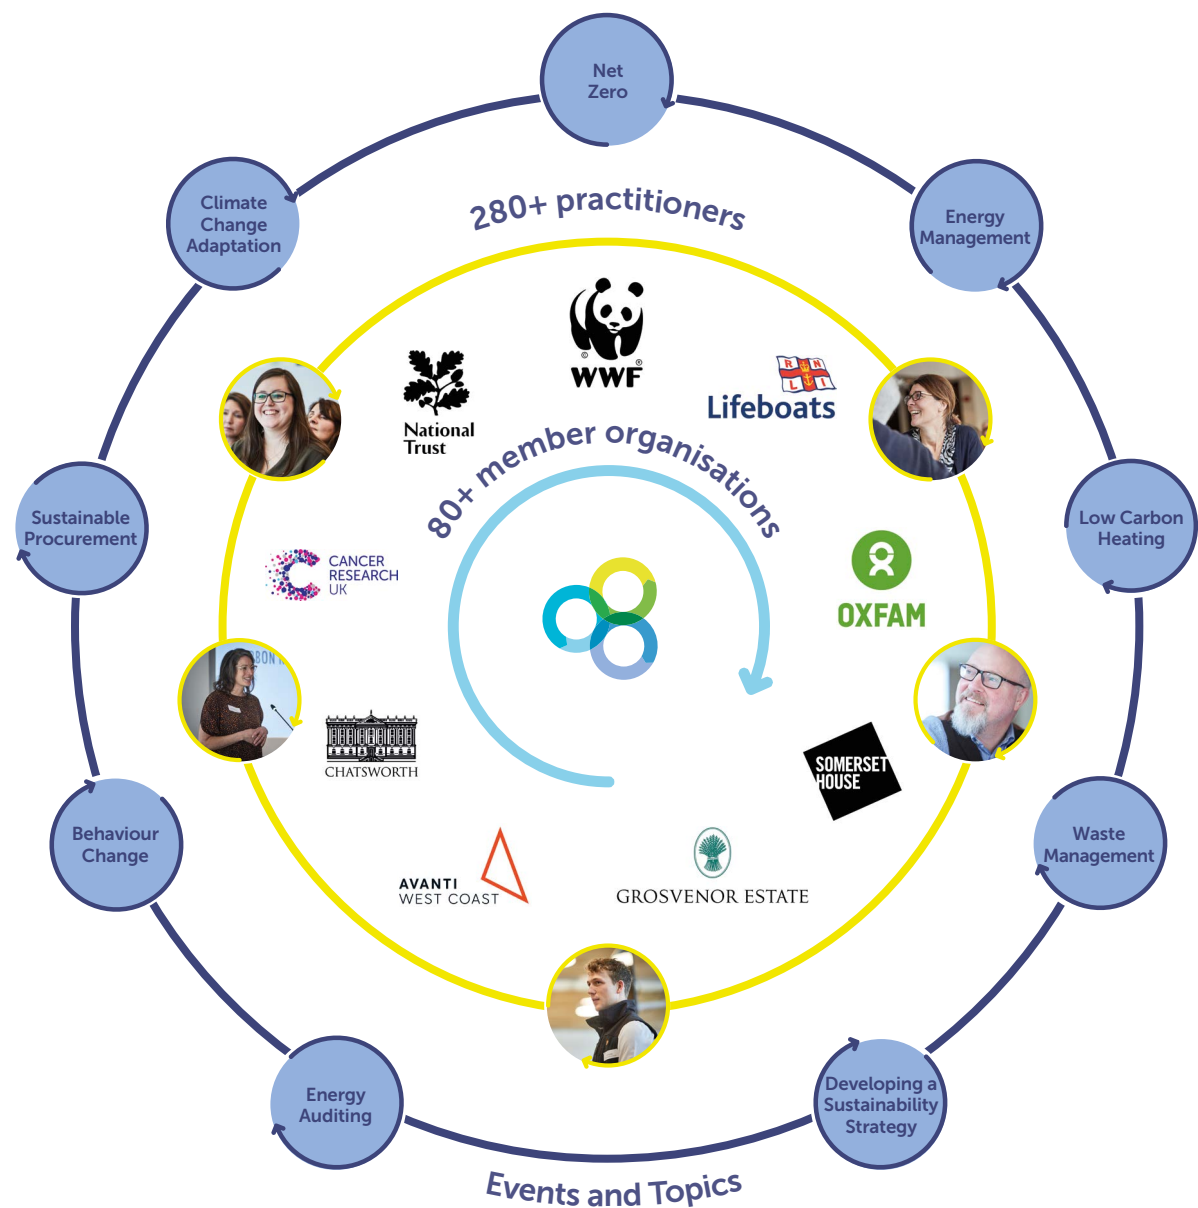 Net
Zero
Climate
Change
Adaptation
280+ practitioners
Energy
Management
©
®
WWF
R N
L I
Lifeboats
National
Trust
80+ member organisations
Sustainable
Procurement
Low Carbon
Heating
CANCER
RESEARCH
UK
OXFAM
CHATSWORTH
SOMERSET
HOUSE
Behaviour
Change
Waste
Management
AVANTI
WEST COAST
GROSVENOR ESTATE
Energy
Auditing
Developing a
Sustainability
Strategy
Events and Topics